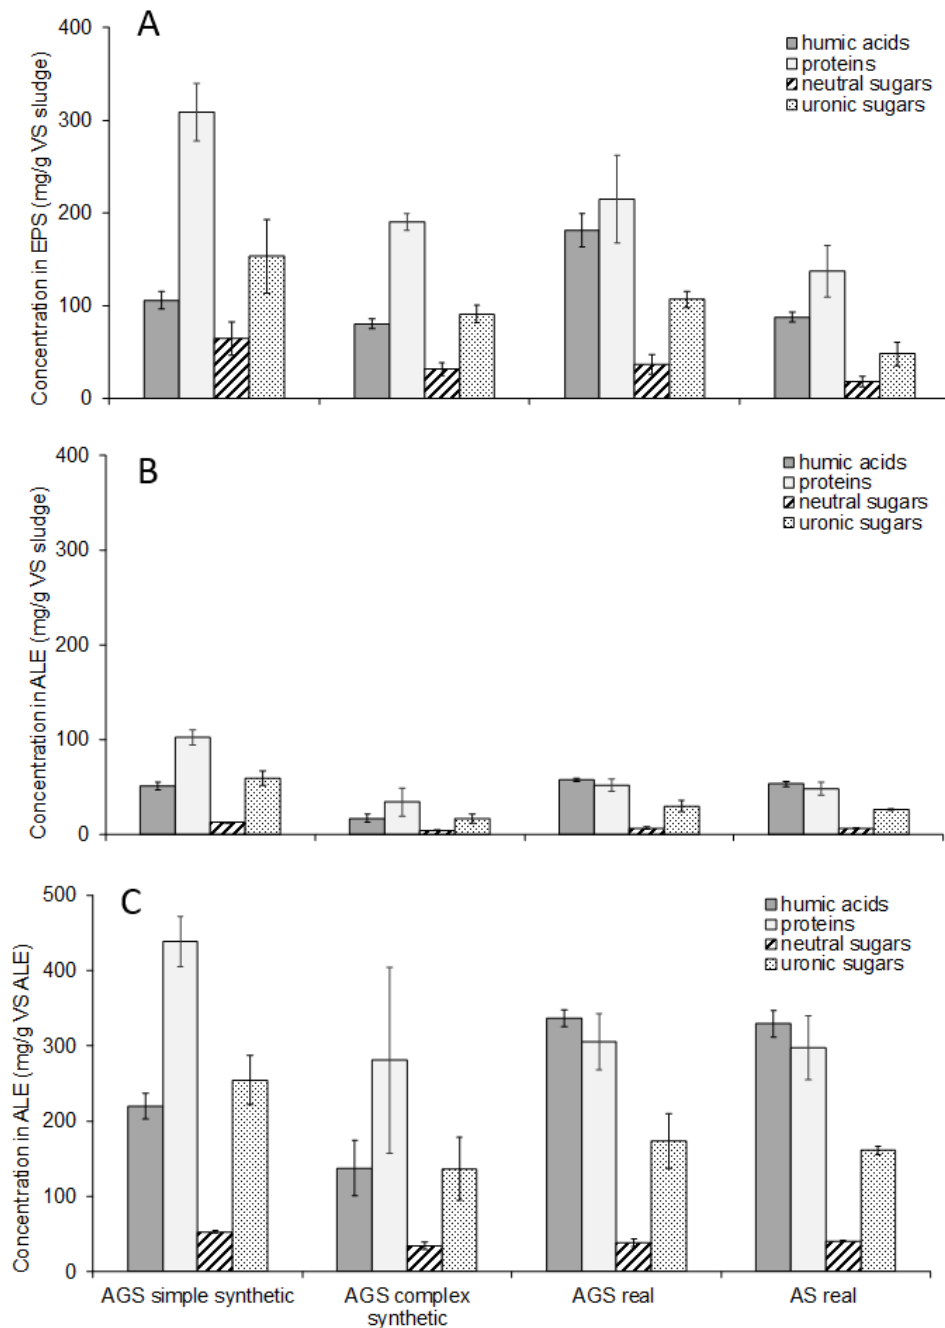 A
Concentration in EPS (mg/g VS sludge)
400
300
200
100
0
humic acids
proteins
neutral sugars
uronic sugars
B
Concentration in ALE (mg/g VS sludge)
400
300
200
100
0
humic acids
proteins
neutral sugars
uronic sugars
C
Concentration in ALE (mg/g VS ALE)
500
400
300
200
100
0
humic acids
proteins
neutral sugars
uronic sugars
AGS simple synthetic
AGS complex
synthetic
AGS real
AS real